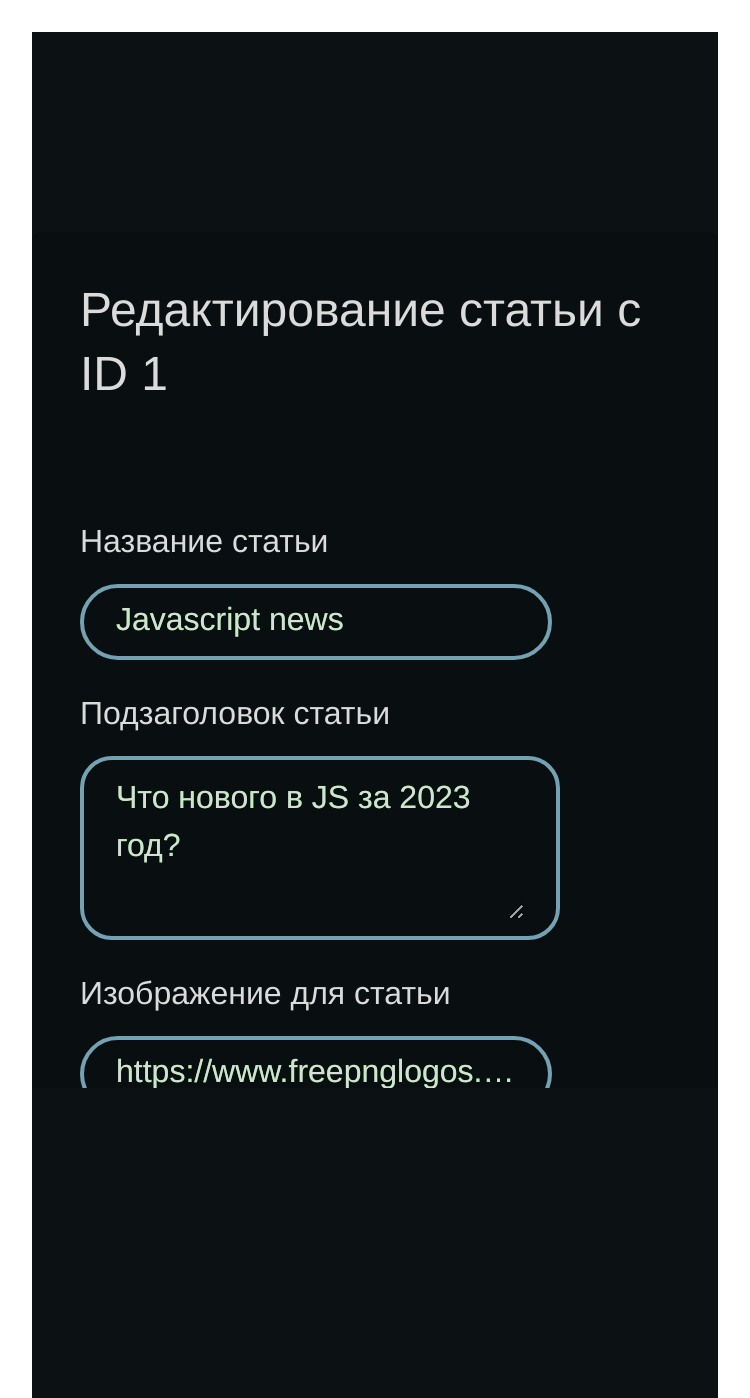 Редактирование статьи с
ID 1
Название статьи
Javascript news
Подзаголовок статьи
Что нового в JS за 2023
год?
Изображение для статьи
https://www.freepnglogos.…